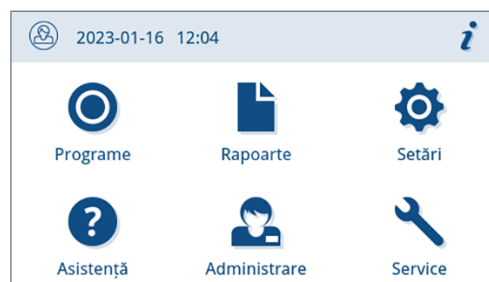 2023-01-16 12:04 i
Programe Rapoarte Setări
?
Asistență Administrare Service